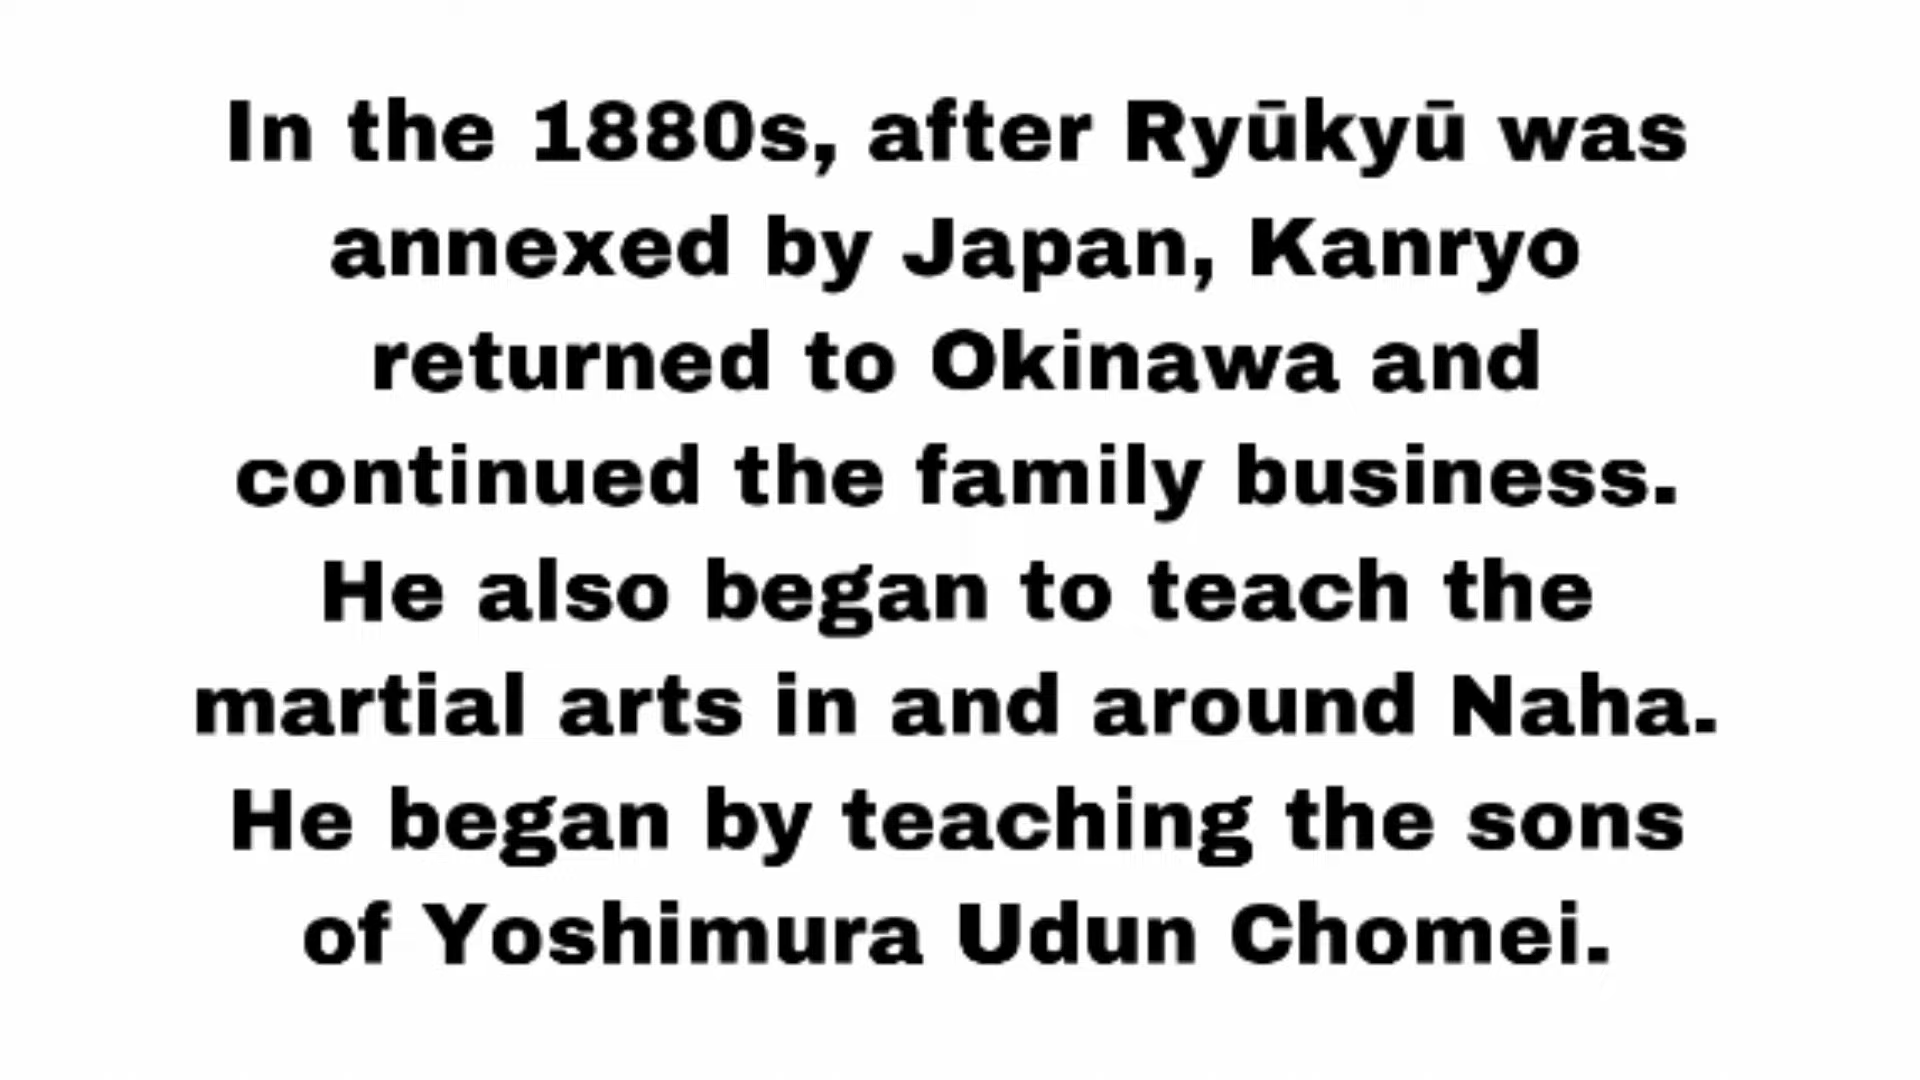 In the 1880s, after Ryūkyū was
annexed by Japan, Kanryo
returned to Okinawa and
continued the family business.
He also began to teach the
martial arts in and around Naha.
He began by teaching the sons
of Yoshimura Udun Chomei.